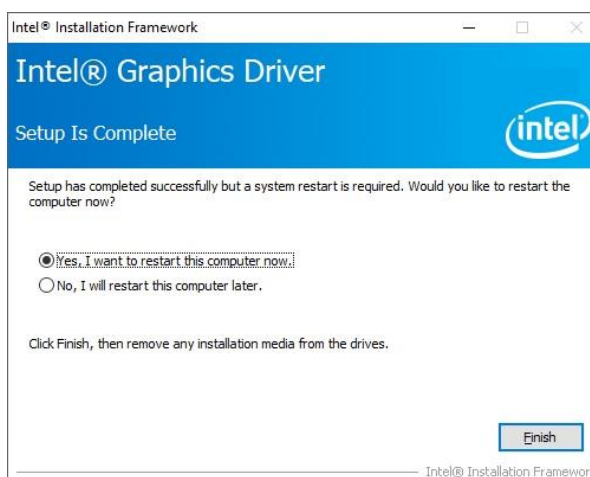 Intel® Installation Framework
Intel® Graphics Driver
Setup Is Complete
intel
Setup has completed successfully but a system restart is required. Would you like to restart the
computer now?
Yes, I want to restart this computer now.
No, I will restart this computer later.
Click Finish, then remove any installation media from the drives.
Finish
Intel® Installation Framewor